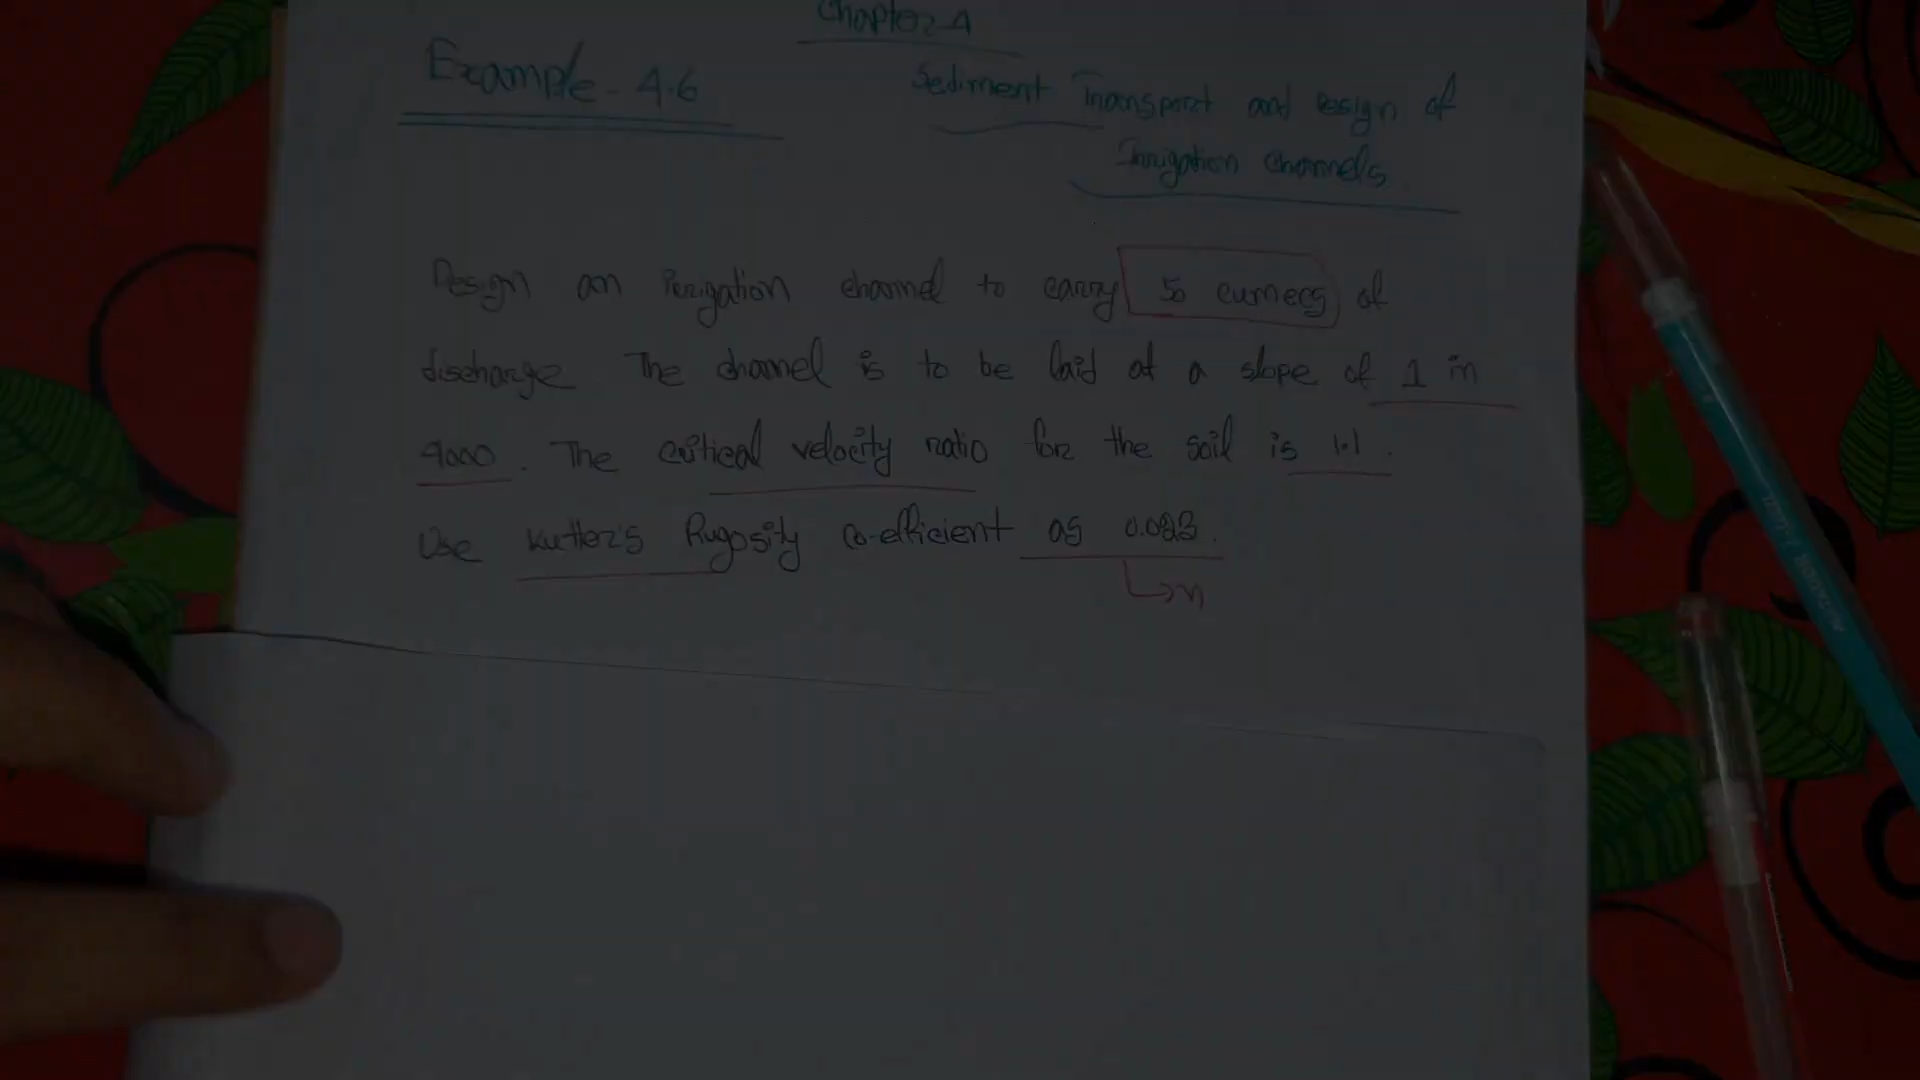 Chapter-4
Example - 4.6
Sediment Transport and Design of
Irrigation Channels
Design an irrigation channel to carry 50 cumecs of
discharge. The channel is to be laid at a slope of 1 in
4000. The critical velocity ratio for the soil is 1.1.
Use Kutter's Rugosity co-efficient as 0.023.
↳n